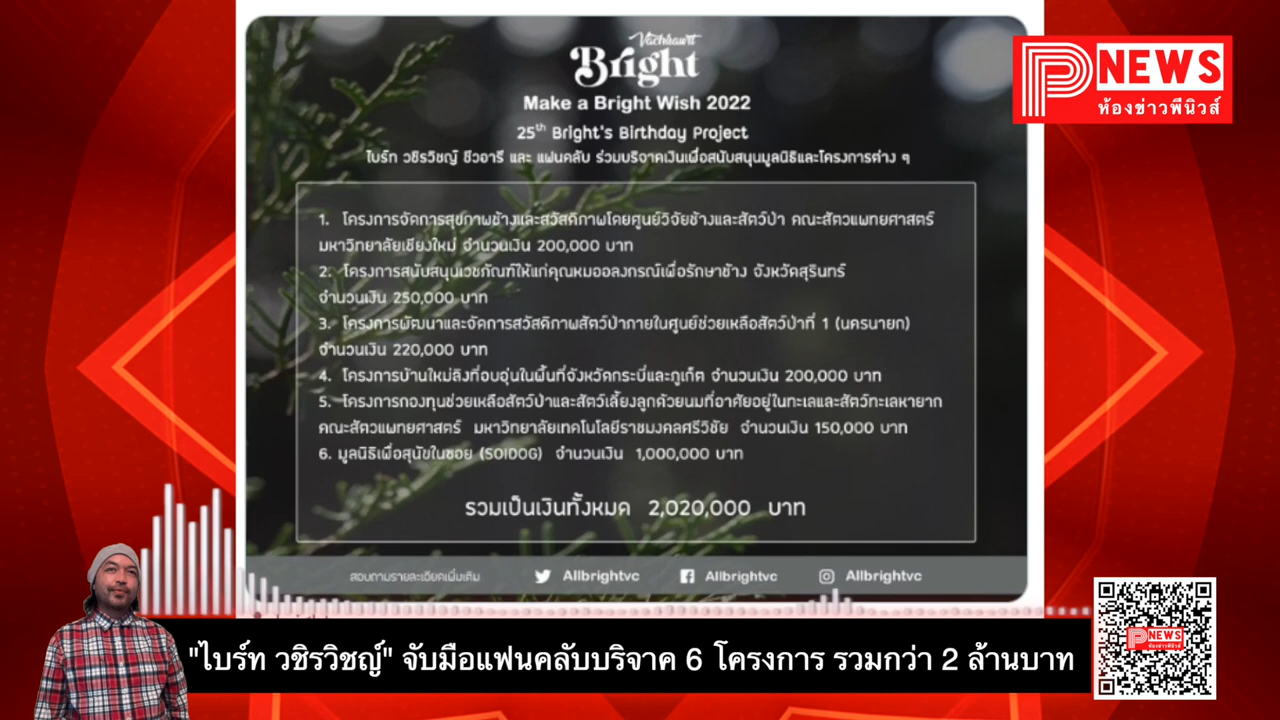 Vachirawit
Bright
Make a Bright Wish 2022
25th Bright's Birthday Project
ไบร์ท วชิรวิชญ์ ชีวอารี และ แฟนคลับ ร่วมบริจาคเงินเพื่อสนับสนุนมูลนิธิและโครงการต่าง ๆ
PNEWS
ห้องข่าวพีนิวส์
1. โครงการจัดการสุขภาพช้างและสวัสดิภาพโดยศูนย์วิจัยช้างและสัตว์ป่า คณะสัตวแพทยศาสตร์
มหาวิทยาลัยเชียงใหม่ จำนวนเงิน 200,000 บาท
2. โครงการสนับสนุนเวชภัณฑ์ให้แก่คุณหมออลงกรณ์เพื่อรักษาช้าง จังหวัดสุรินทร์
จำนวนเงิน 250,000 บาท
3. โครงการพัฒนาและจัดการสวัสดิภาพสัตว์ป่าภายในศูนย์ช่วยเหลือสัตว์ป่าที่ 1 (นครนายก)
จำนวนเงิน 220,000 บาท
4. โครงการบ้านใหม่ลิงที่อบอุ่นในพื้นที่จังหวัดกระบี่และภูเก็ต จำนวนเงิน 200,000 บาท
5. โครงการกองทุนช่วยเหลือสัตว์ป่าและสัตว์เลี้ยงลูกด้วยนมที่อาศัยอยู่ในทะเลและสัตว์ทะเลหายาก
คณะสัตวแพทยศาสตร์ มหาวิทยาลัยเทคโนโลยีราชมงคลศรีวิชัย จำนวนเงิน 150,000 บาท
6. มูลนิธิเพื่อสุนัขในซอย (SOIDOG) จำนวนเงิน 1,000,000 บาท
รวมเป็นเงินทั้งหมด 2,020,000 บาท
สอบถามรายละเอียดเพิ่มเติม Allbrightvc Allbrightvc Allbrightvc
"ไบร์ท วชิรวิชญ์" จับมือแฟนคลับบริจาค 6 โครงการ รวมกว่า 2 ล้านบาท
PNEWS
ห้องข่าวพีนิวส์